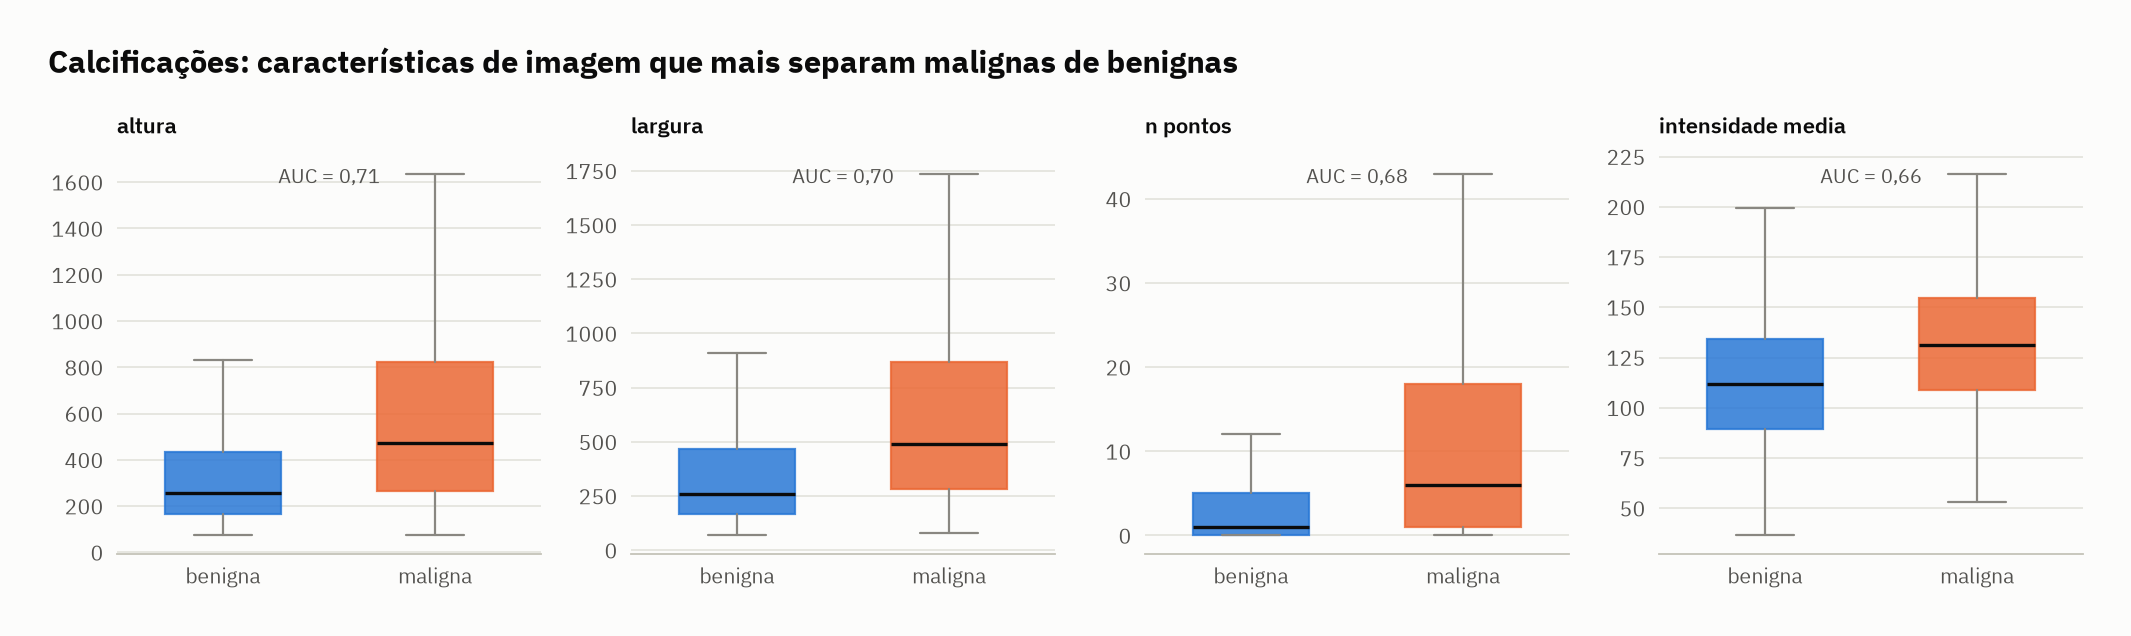 Calcificações: características de imagem que mais separam malignas de benignas
altura
AUC = 0,71
1600
1400
1200
1000
800
600
400
200
0
benigna
maligna
largura
AUC = 0,70
1750
1500
1250
1000
750
500
250
0
benigna
maligna
n pontos
AUC = 0,68
40
30
20
10
0
benigna
maligna
intensidade media
AUC = 0,66
225
200
175
150
125
100
75
50
benigna
maligna